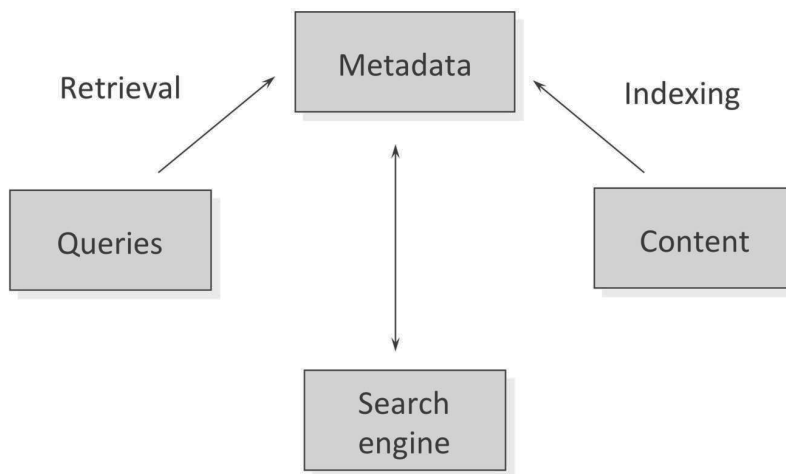 Metadata
Retrieval
Indexing
Queries
Content
Search
engine